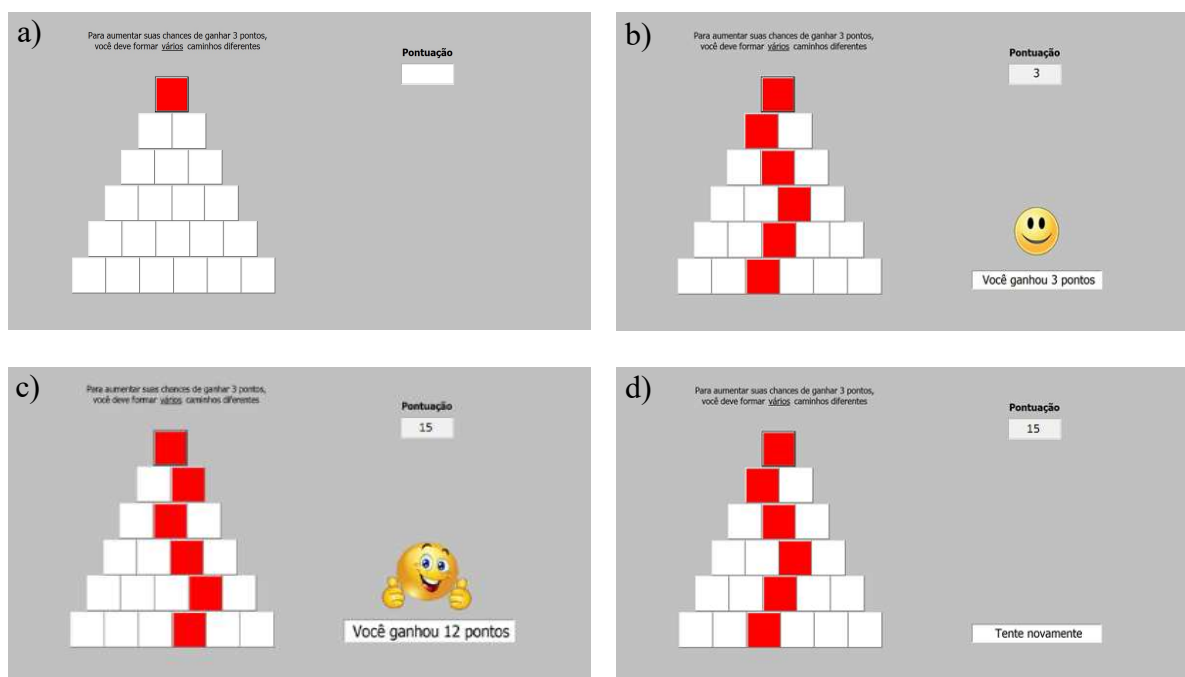 a)
Para aumentar suas chances de ganhar 3 pontos,
você deve formar vários caminhos diferentes
Pontuação
b)
Para aumentar suas chances de ganhar 3 pontos,
você deve formar vários caminhos diferentes
Pontuação
3
Você ganhou 3 pontos
c)
Para aumentar suas chances de ganhar 3 pontos,
você deve formar vários caminhos diferentes
Pontuação
15
Você ganhou 12 pontos
d)
Para aumentar suas chances de ganhar 3 pontos,
você deve formar vários caminhos diferentes
Pontuação
15
Tente novamente